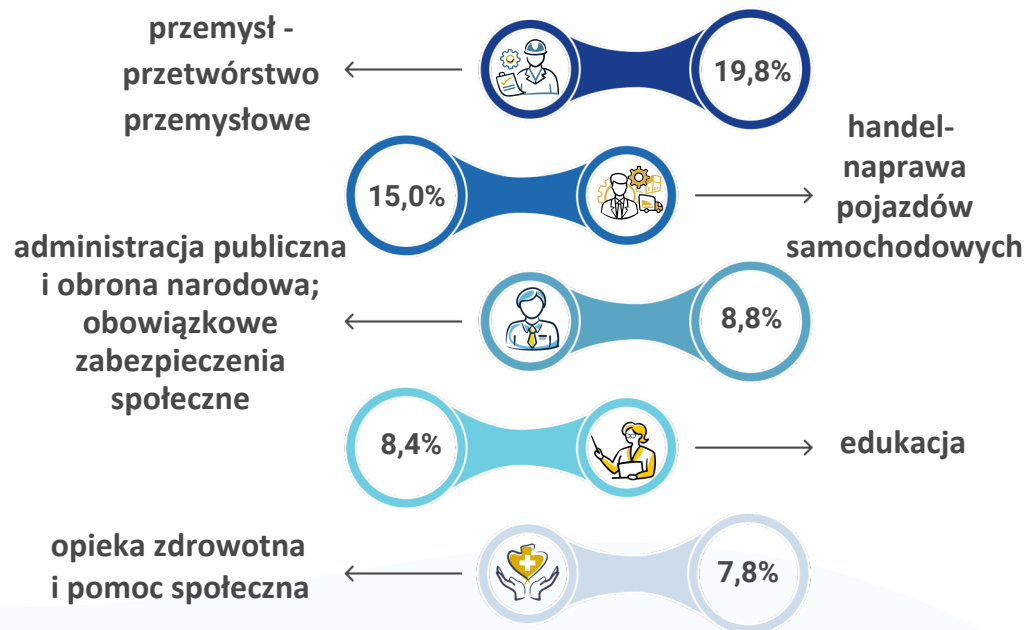 przemysł -
przetwórstwo
przemysłowe
19,8%
15,0%
handel-
naprawa
pojazdów
samochodowych
administracja publiczna
i obrona narodowa;
obowiązkowe
zabezpieczenia
społeczne
8,8%
8,4%
edukacja
opieka zdrowotna
i pomoc społeczna
7,8%